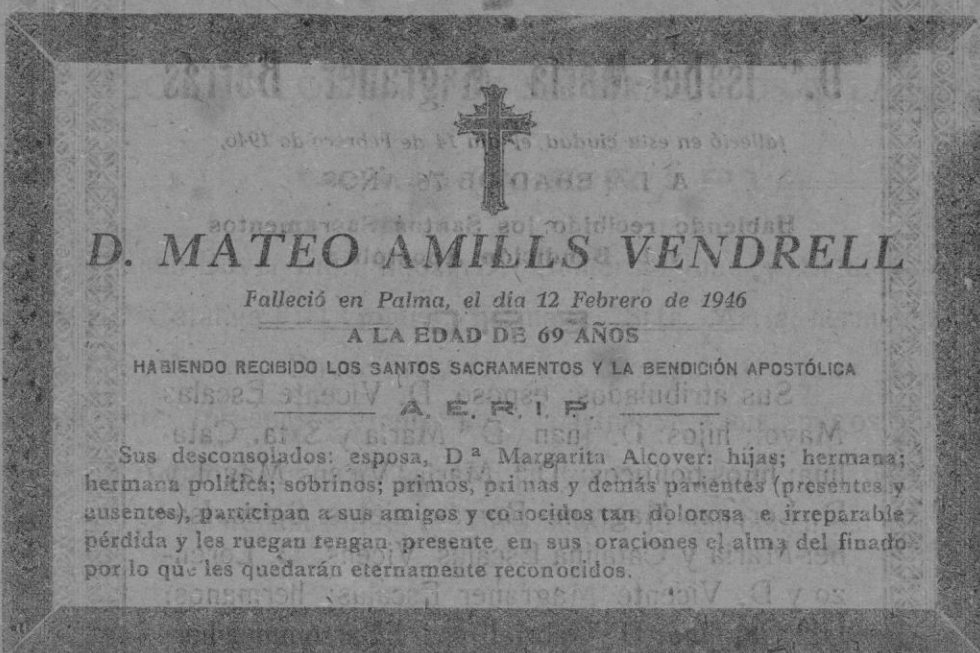 D. MATEO AMILLS VENDRELL
Falleció en Palma, el dia 12 Febrero de 1946
A LA EDAD DE 69 AÑOS
HABIENDO RECIBIDO LOS SANTOS SACRAMENTOS Y LA BENDICIÓN APOSTÓLICA
A. E. R. I. P.
Sus desconsolados: esposa, D.ª Margarita Alcover: hijas; hermana;
hermana política; sobrinos; primos, primas y demás parientes (presentes y
ausentes), participan a sus amigos y conocidos tan dolorosa e irreparable
pérdida y les ruegan tengan presente en sus oraciones el alma del finado
por lo que les quedarán eternamente reconocidos.